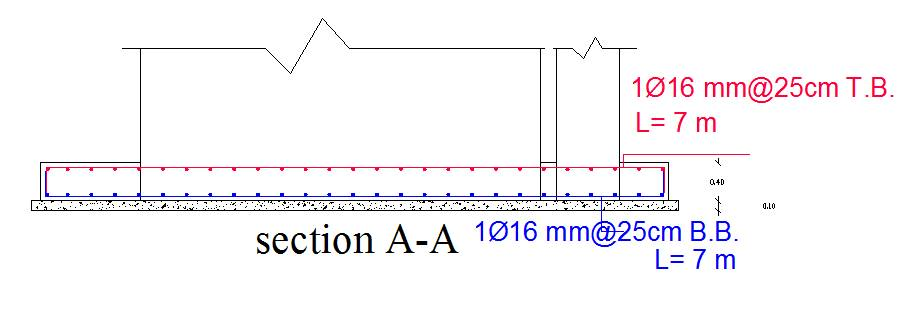 1Ø16 mm@25cm T.B.
L= 7 m
0.40
0.10
section A-A
1Ø16 mm@25cm B.B.
L= 7 m